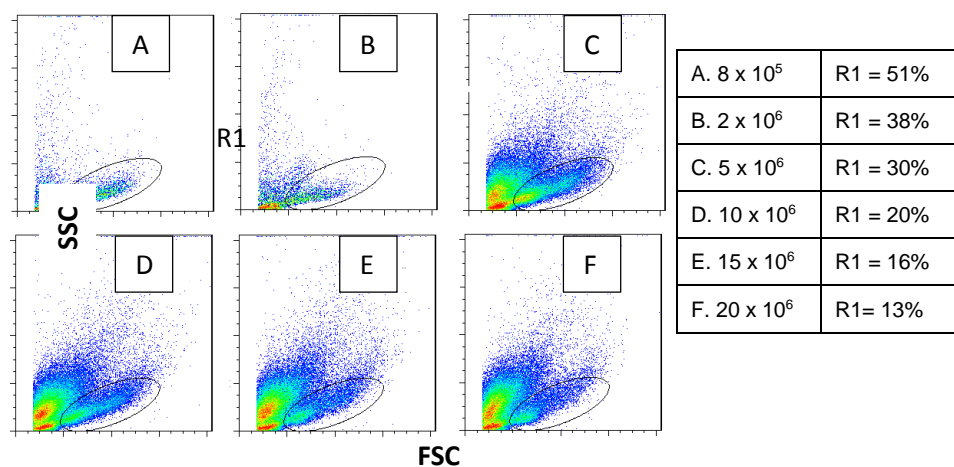 A
B
C
R1
SSC
D
E
F
FSC
A. 8 x 10⁵ R1 = 51%
B. 2 x 10⁶ R1 = 38%
C. 5 x 10⁶ R1 = 30%
D. 10 x 10⁶ R1 = 20%
E. 15 x 10⁶ R1 = 16%
F. 20 x 10⁶ R1= 13%